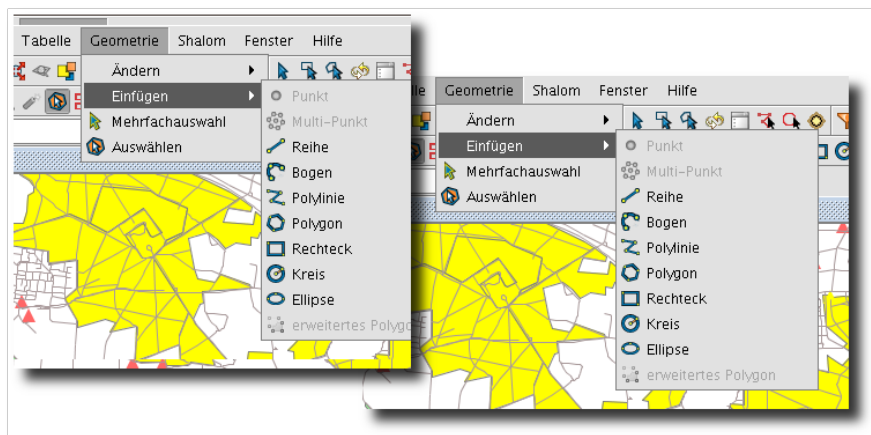 Tabelle Geometrie Shalom Fenster Hilfe
Ändern
Einfügen
Mehrfachauswahl
Auswählen
Punkt
Multi-Punkt
Reihe
Bogen
Polylinie
Polygon
Rechteck
Kreis
Ellipse
erweitertes Polygo
le Geometrie Shalom Fenster Hilfe
Ändern
Einfügen
Mehrfachauswahl
Auswählen
Punkt
Multi-Punkt
Reihe
Bogen
Polylinie
Polygon
Rechteck
Kreis
Ellipse
erweitertes Polygon